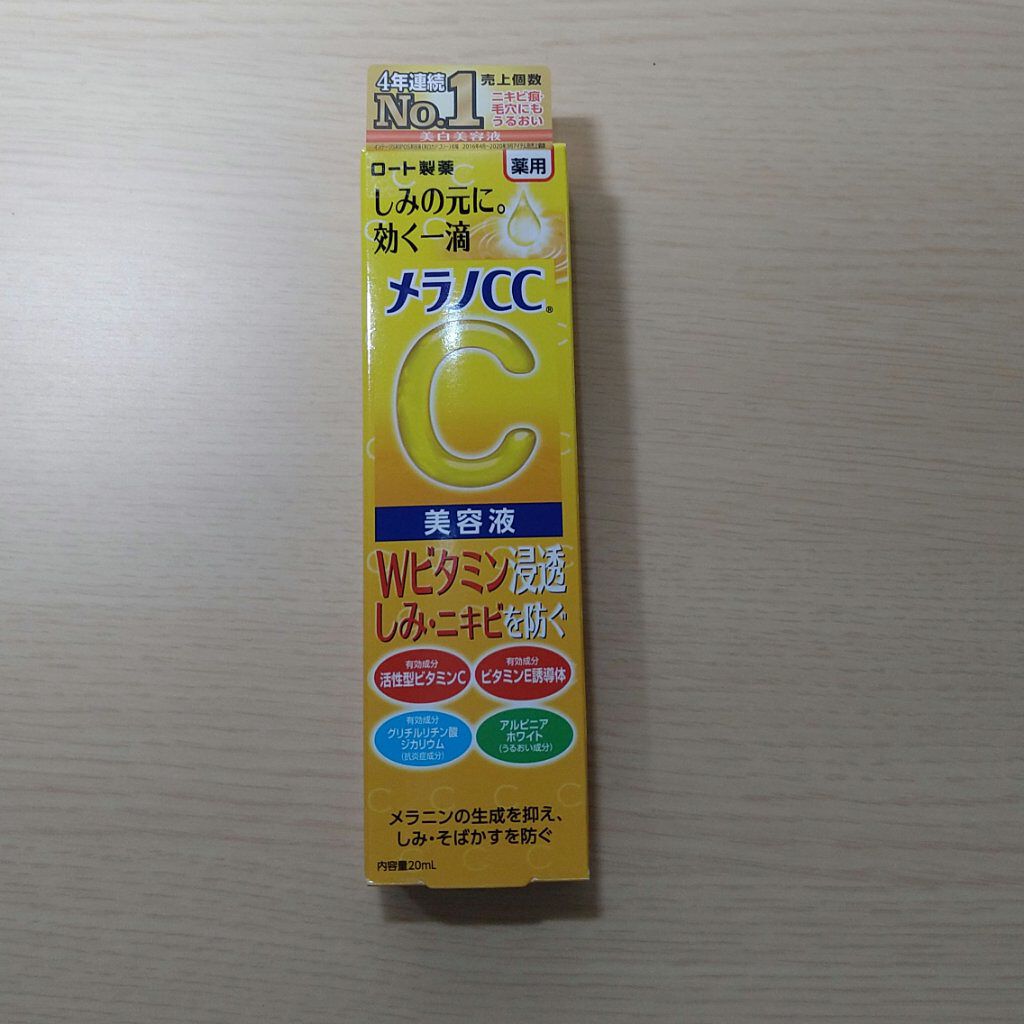 4年連続
売上個数
No.1
ニキビ痕・
毛穴にも
うるおい
美白美容液
ロート製薬
薬用
しみの元に。
効く一滴
メラノCC®
C
美容液
Wビタミン浸透
しみ・ニキビを防ぐ
有効成分
活性型ビタミンC
有効成分
ビタミンE誘導体
有効成分
グリチルリチン酸
ジカリウム
(抗炎症成分)
アルピニア
ホワイト
(うるおい成分)
メラニンの生成を抑え、
しみ・そばかすを防ぐ
内容量20mL